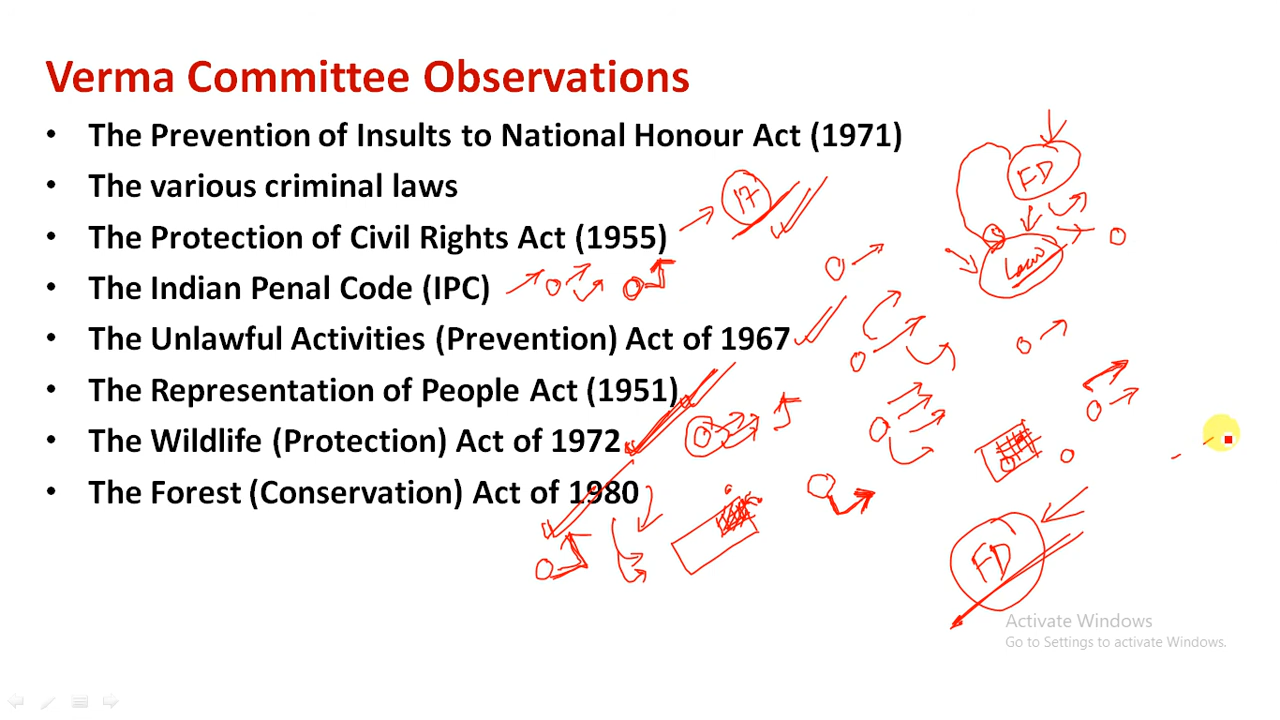 Verma Committee Observations
• The Prevention of Insults to National Honour Act (1971)
• The various criminal laws
• The Protection of Civil Rights Act (1955)
17
• The Indian Penal Code (IPC)
• The Unlawful Activities (Prevention) Act of 1967
• The Representation of People Act (1951)
• The Wildlife (Protection) Act of 1972
• The Forest (Conservation) Act of 1980
FD
Law
FD
Activate Windows
Go to Settings to activate Windows.